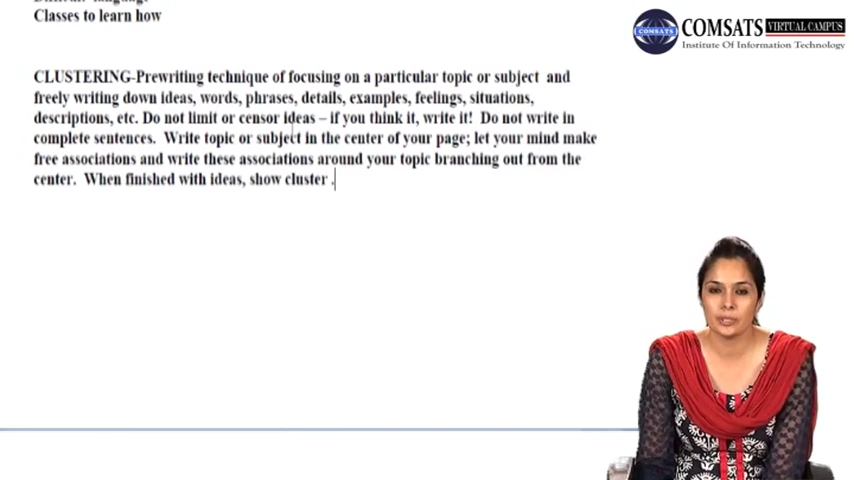 Difficult language
Classes to learn how
COMSATS VIRTUAL CAMPUS
Institute Of Information Technology
COMSATS
CLUSTERING-Prewriting technique of focusing on a particular topic or subject and
freely writing down ideas, words, phrases, details, examples, feelings, situations,
descriptions, etc. Do not limit or censor ideas – if you think it, write it! Do not write in
complete sentences. Write topic or subject in the center of your page; let your mind make
free associations and write these associations around your topic branching out from the
center. When finished with ideas, show cluster .